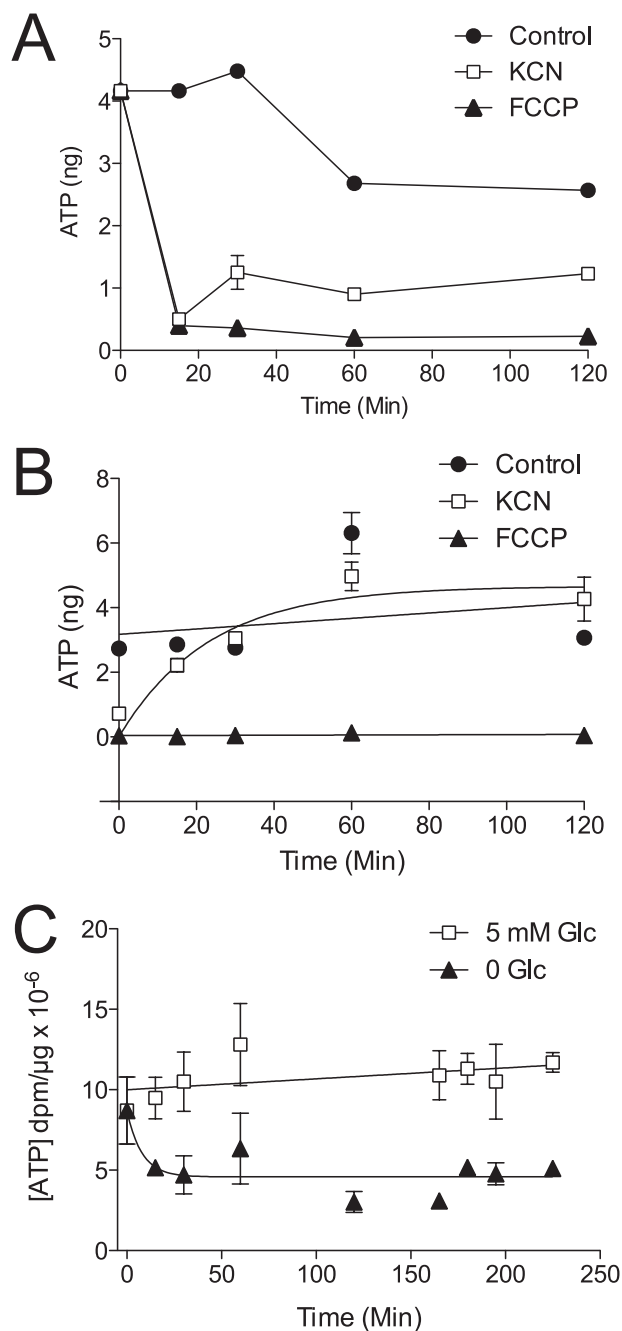 A
Control
KCN
FCCP
5
4
3
2
1
0
ATP (ng)
0 20 40 60 80 100 120
Time (Min)
B
Control
KCN
FCCP
8
6
4
2
0
ATP (ng)
0 20 40 60 80 100 120
Time (Min)
C
5 mM Glc
0 Glc
20
15
10
5
0
[ATP] dpm/µg x 10⁻⁶
0 50 100 150 200 250
Time (Min)